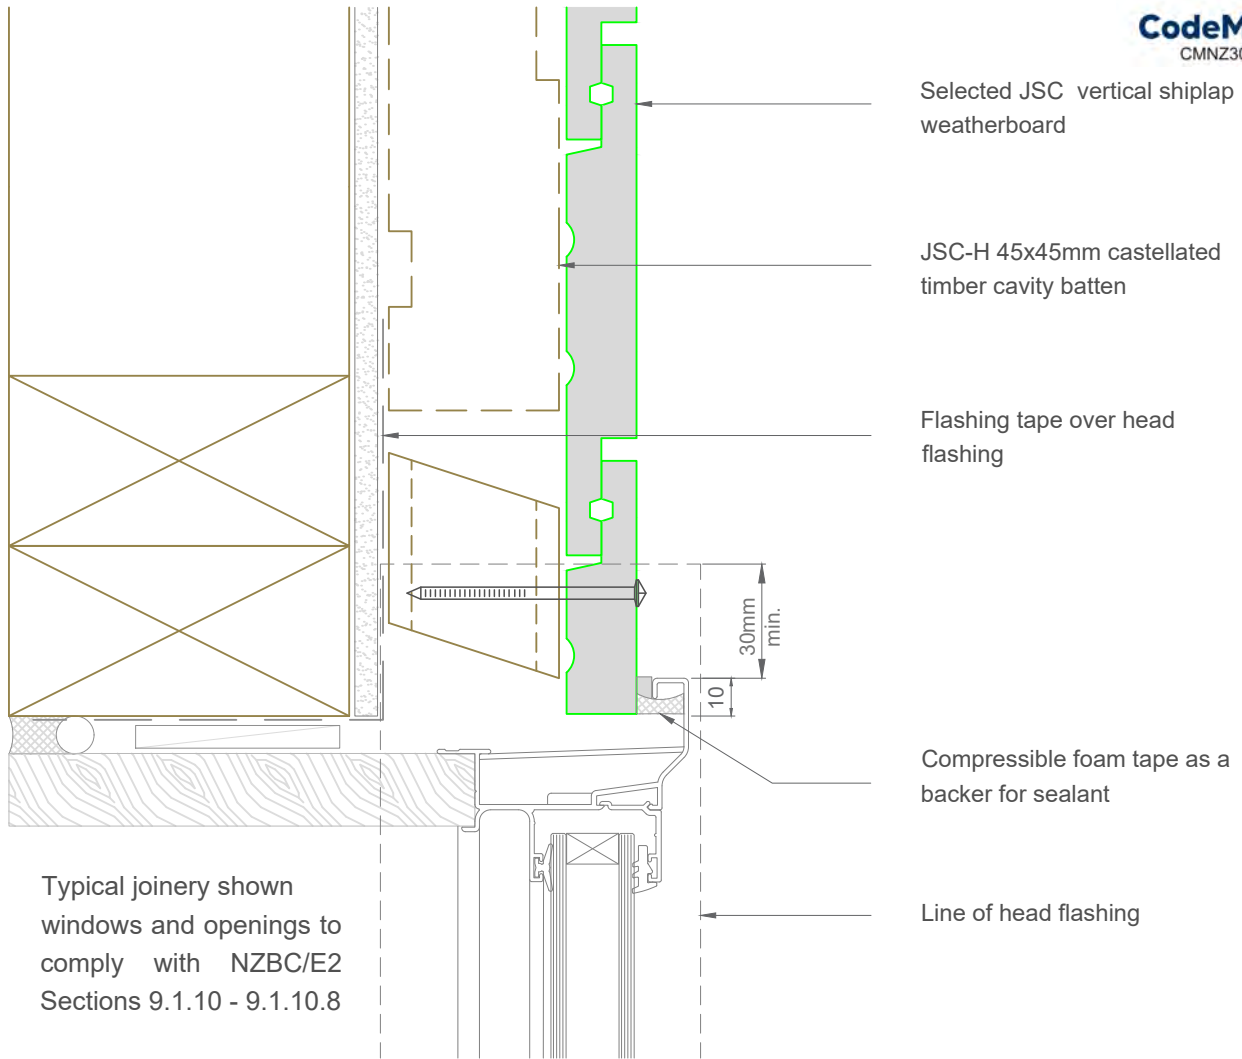 CodeM
CMNZ30
Selected JSC vertical shiplap
weatherboard
JSC-H 45x45mm castellated
timber cavity batten
Flashing tape over head
flashing
30mm
min.
10
Compressible foam tape as a
backer for sealant
Line of head flashing
Typical joinery shown
windows and openings to
comply with NZBC/E2
Sections 9.1.10 - 9.1.10.8